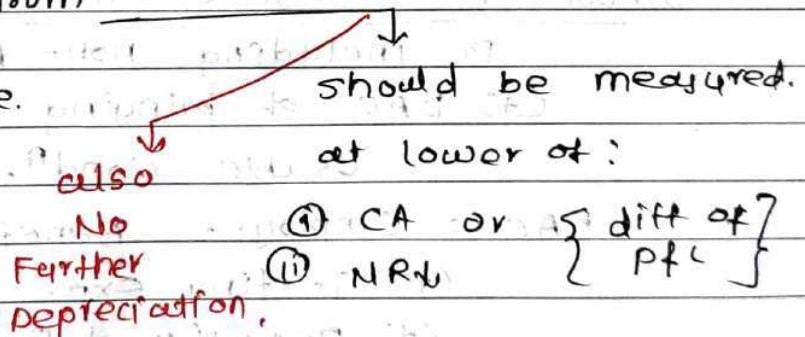 should be measured.
e.
at lower of :
also
No
(i) CA or { diff of }
Further
(ii) NRV { P&L }
Depreciation.